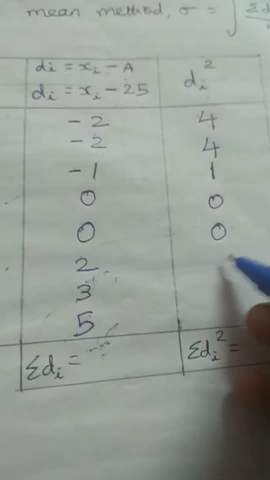 mean method, σ = √ Σd
di = xi - A
di = xi - 25 di²
-2 4
-2 4
-1 1
0 0
0 0
2
3
5
Σdi = Σdi² =